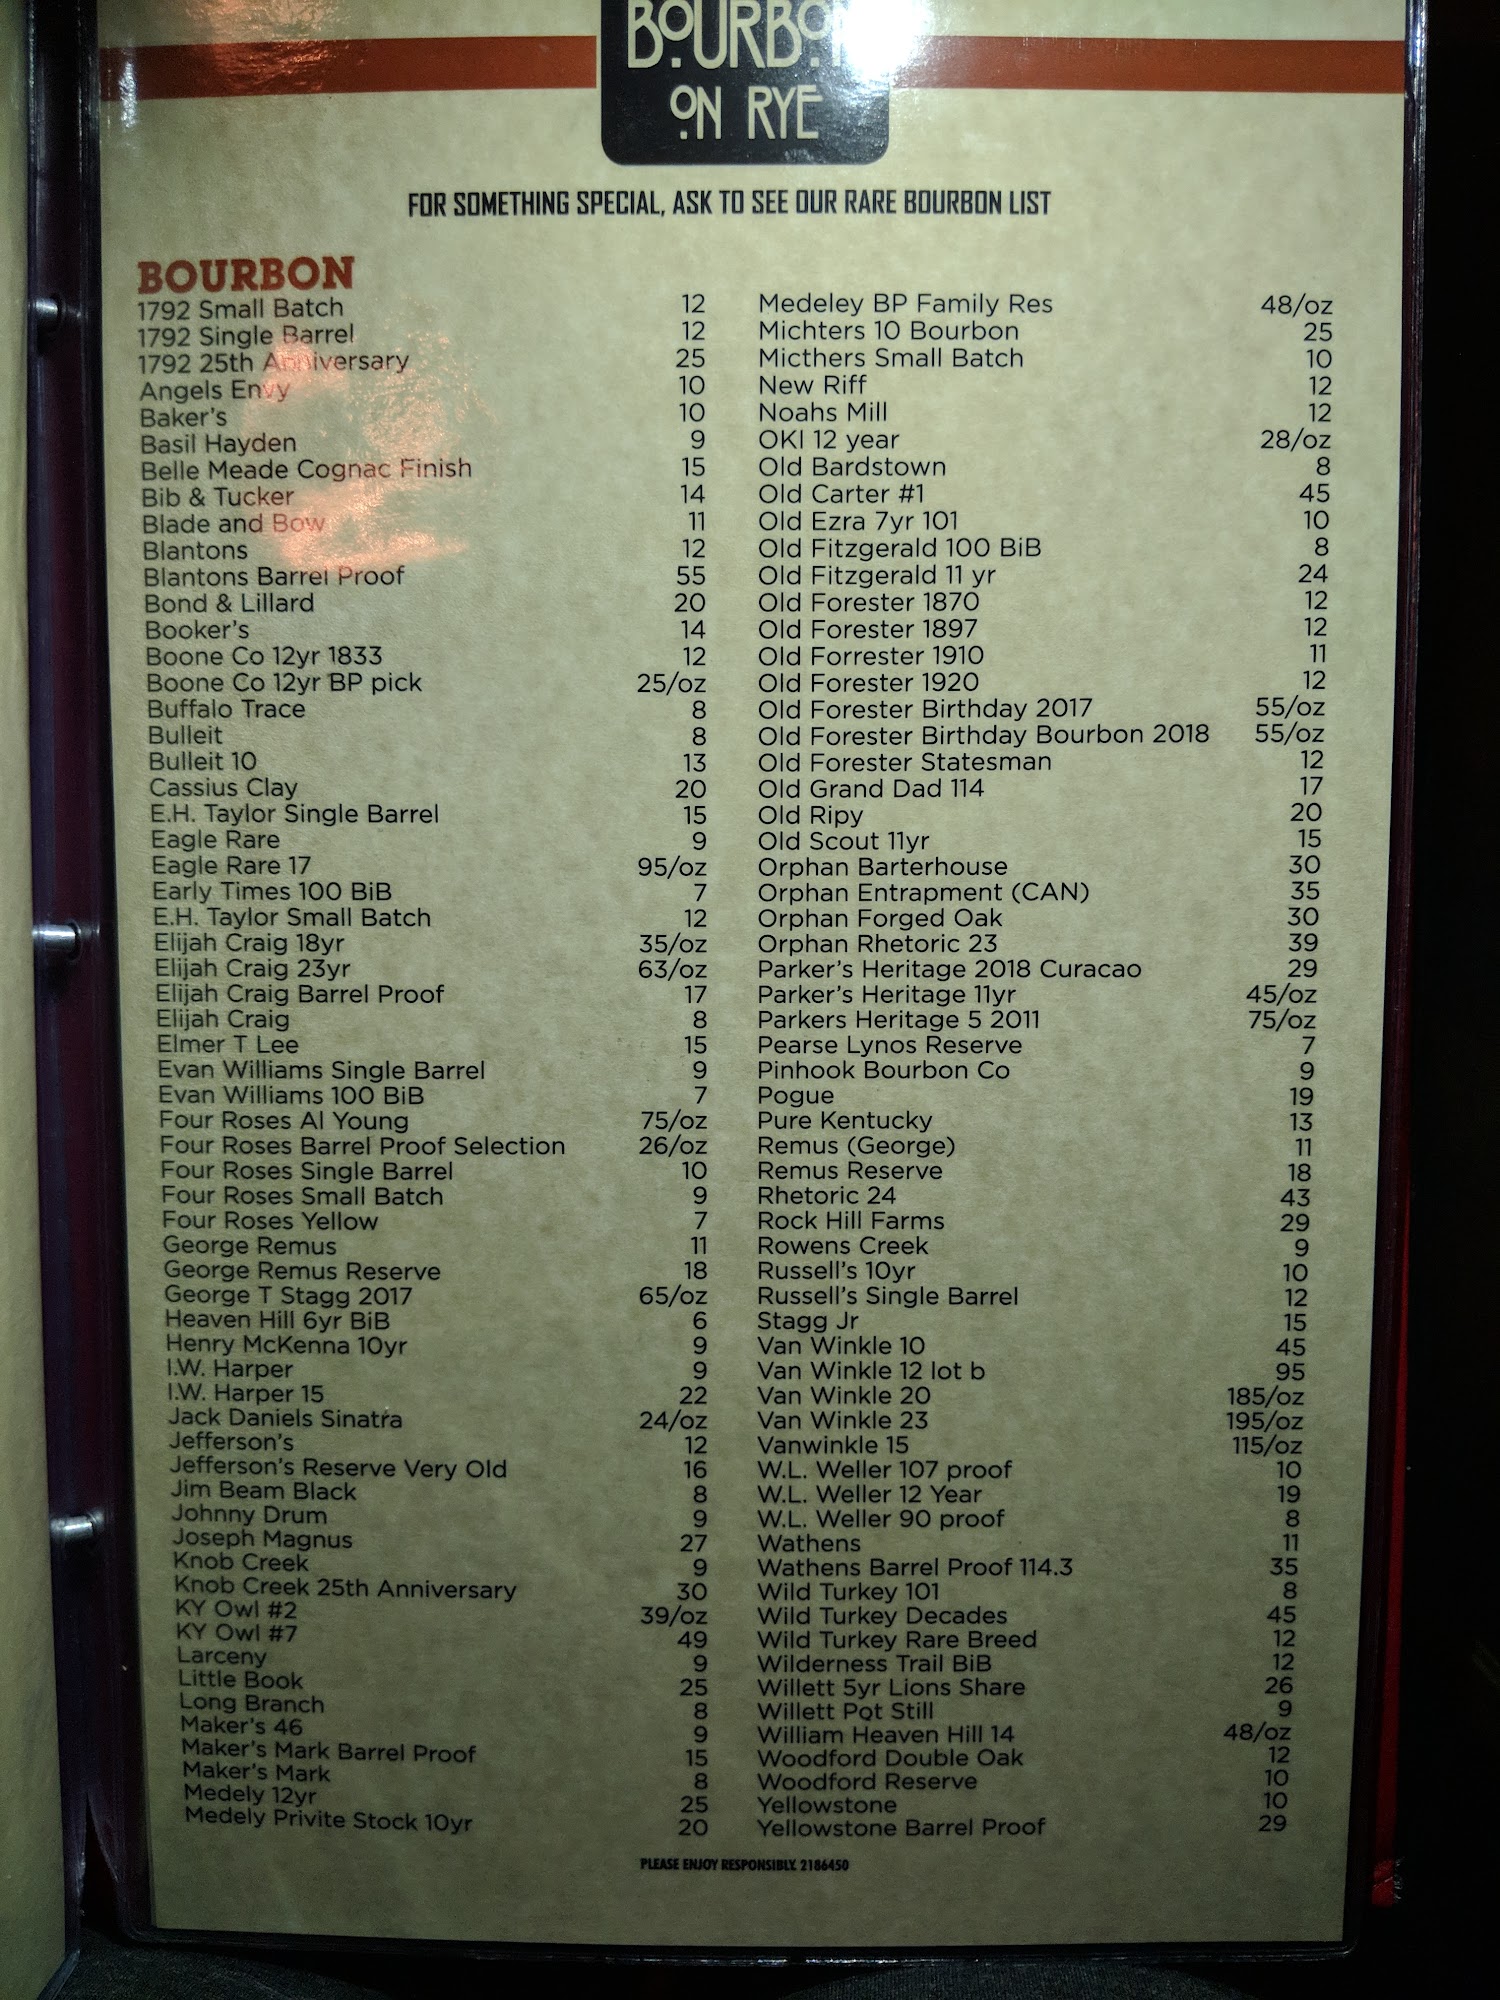 BOURBON
ON RYE
FOR SOMETHING SPECIAL, ASK TO SEE OUR RARE BOURBON LIST
BOURBON
1792 Small Batch 12
1792 Single Barrel 12
1792 25th Anniversary 25
Angels Envy 10
Baker's 10
Basil Hayden 9
Belle Meade Cognac Finish 15
Bib & Tucker 14
Blade and Bow 11
Blantons 12
Blantons Barrel Proof 55
Bond & Lillard 20
Booker's 14
Boone Co 12yr 1833 12
Boone Co 12yr BP pick 25/oz
Buffalo Trace 8
Bulleit 8
Bulleit 10 13
Cassius Clay 20
E.H. Taylor Single Barrel 15
Eagle Rare 9
Eagle Rare 17 95/oz
Early Times 100 BiB 7
E.H. Taylor Small Batch 12
Elijah Craig 18yr 35/oz
Elijah Craig 23yr 63/oz
Elijah Craig Barrel Proof 17
Elijah Craig 8
Elmer T Lee 15
Evan Williams Single Barrel 9
Evan Williams 100 BiB 7
Four Roses Al Young 75/oz
Four Roses Barrel Proof Selection 26/oz
Four Roses Single Barrel 10
Four Roses Small Batch 9
Four Roses Yellow 7
George Remus 11
George Remus Reserve 18
George T Stagg 2017 65/oz
Heaven Hill 6yr BiB 6
Henry McKenna 10yr 9
I.W. Harper 9
I.W. Harper 15 22
Jack Daniels Sinatra 24/oz
Jefferson's 12
Jefferson's Reserve Very Old 16
Jim Beam Black 8
Johnny Drum 9
Joseph Magnus 27
Knob Creek 9
Knob Creek 25th Anniversary 30
KY Owl #2 39/oz
KY Owl #7 49
Larceny 9
Little Book 25
Long Branch 8
Maker's 46 9
Maker's Mark Barrel Proof 15
Maker's Mark 8
Medely 12yr 25
Medely Privite Stock 10yr 20
Medeley BP Family Res 48/oz
Michters 10 Bourbon 25
Micthers Small Batch 10
New Riff 12
Noahs Mill 12
OKI 12 year 28/oz
Old Bardstown 8
Old Carter #1 45
Old Ezra 7yr 101 10
Old Fitzgerald 100 BiB 8
Old Fitzgerald 11 yr 24
Old Forester 1870 12
Old Forester 1897 12
Old Forrester 1910 11
Old Forester 1920 12
Old Forester Birthday 2017 55/oz
Old Forester Birthday Bourbon 2018 55/oz
Old Forester Statesman 12
Old Grand Dad 114 17
Old Ripy 20
Old Scout 11yr 15
Orphan Barterhouse 30
Orphan Entrapment (CAN) 35
Orphan Forged Oak 30
Orphan Rhetoric 23 39
Parker's Heritage 2018 Curacao 29
Parker's Heritage 11yr 45/oz
Parkers Heritage 5 2011 75/oz
Pearse Lynos Reserve 7
Pinhook Bourbon Co 9
Pogue 19
Pure Kentucky 13
Remus (George) 11
Remus Reserve 18
Rhetoric 24 43
Rock Hill Farms 29
Rowens Creek 9
Russell's 10yr 10
Russell's Single Barrel 12
Stagg Jr 15
Van Winkle 10 45
Van Winkle 12 lot b 95
Van Winkle 20 185/oz
Van Winkle 23 195/oz
Vanwinkle 15 115/oz
W.L. Weller 107 proof 10
W.L. Weller 12 Year 19
W.L. Weller 90 proof 8
Wathens 11
Wathens Barrel Proof 114.3 35
Wild Turkey 101 8
Wild Turkey Decades 45
Wild Turkey Rare Breed 12
Wilderness Trail BiB 12
Willett 5yr Lions Share 26
Willett Pot Still 9
William Heaven Hill 14 48/oz
Woodford Double Oak 12
Woodford Reserve 10
Yellowstone 10
Yellowstone Barrel Proof 29
PLEASE ENJOY RESPONSIBLY. 2186450